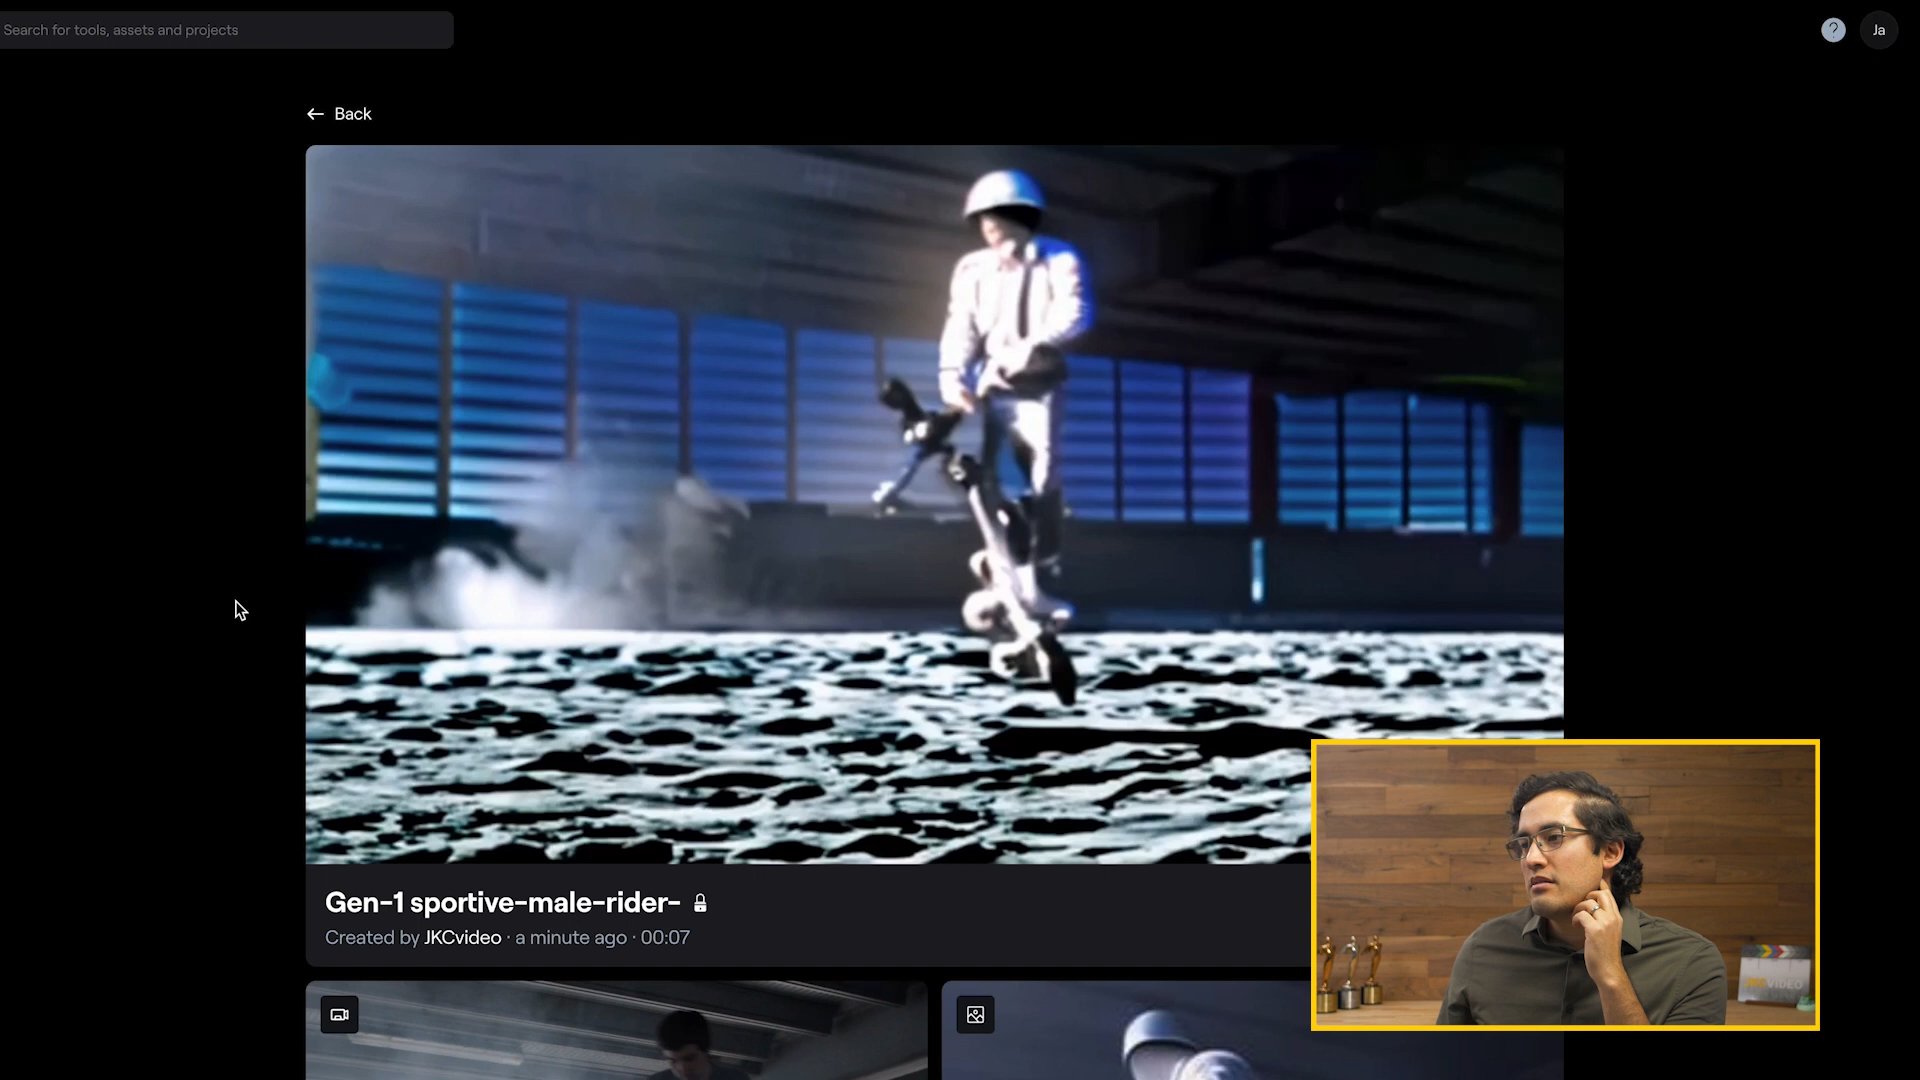 Search for tools, assets and projects
?
Ja
Back
Gen-1 sportive-male-rider-
Created by JKCvideo · a minute ago · 00:07
VIDEO